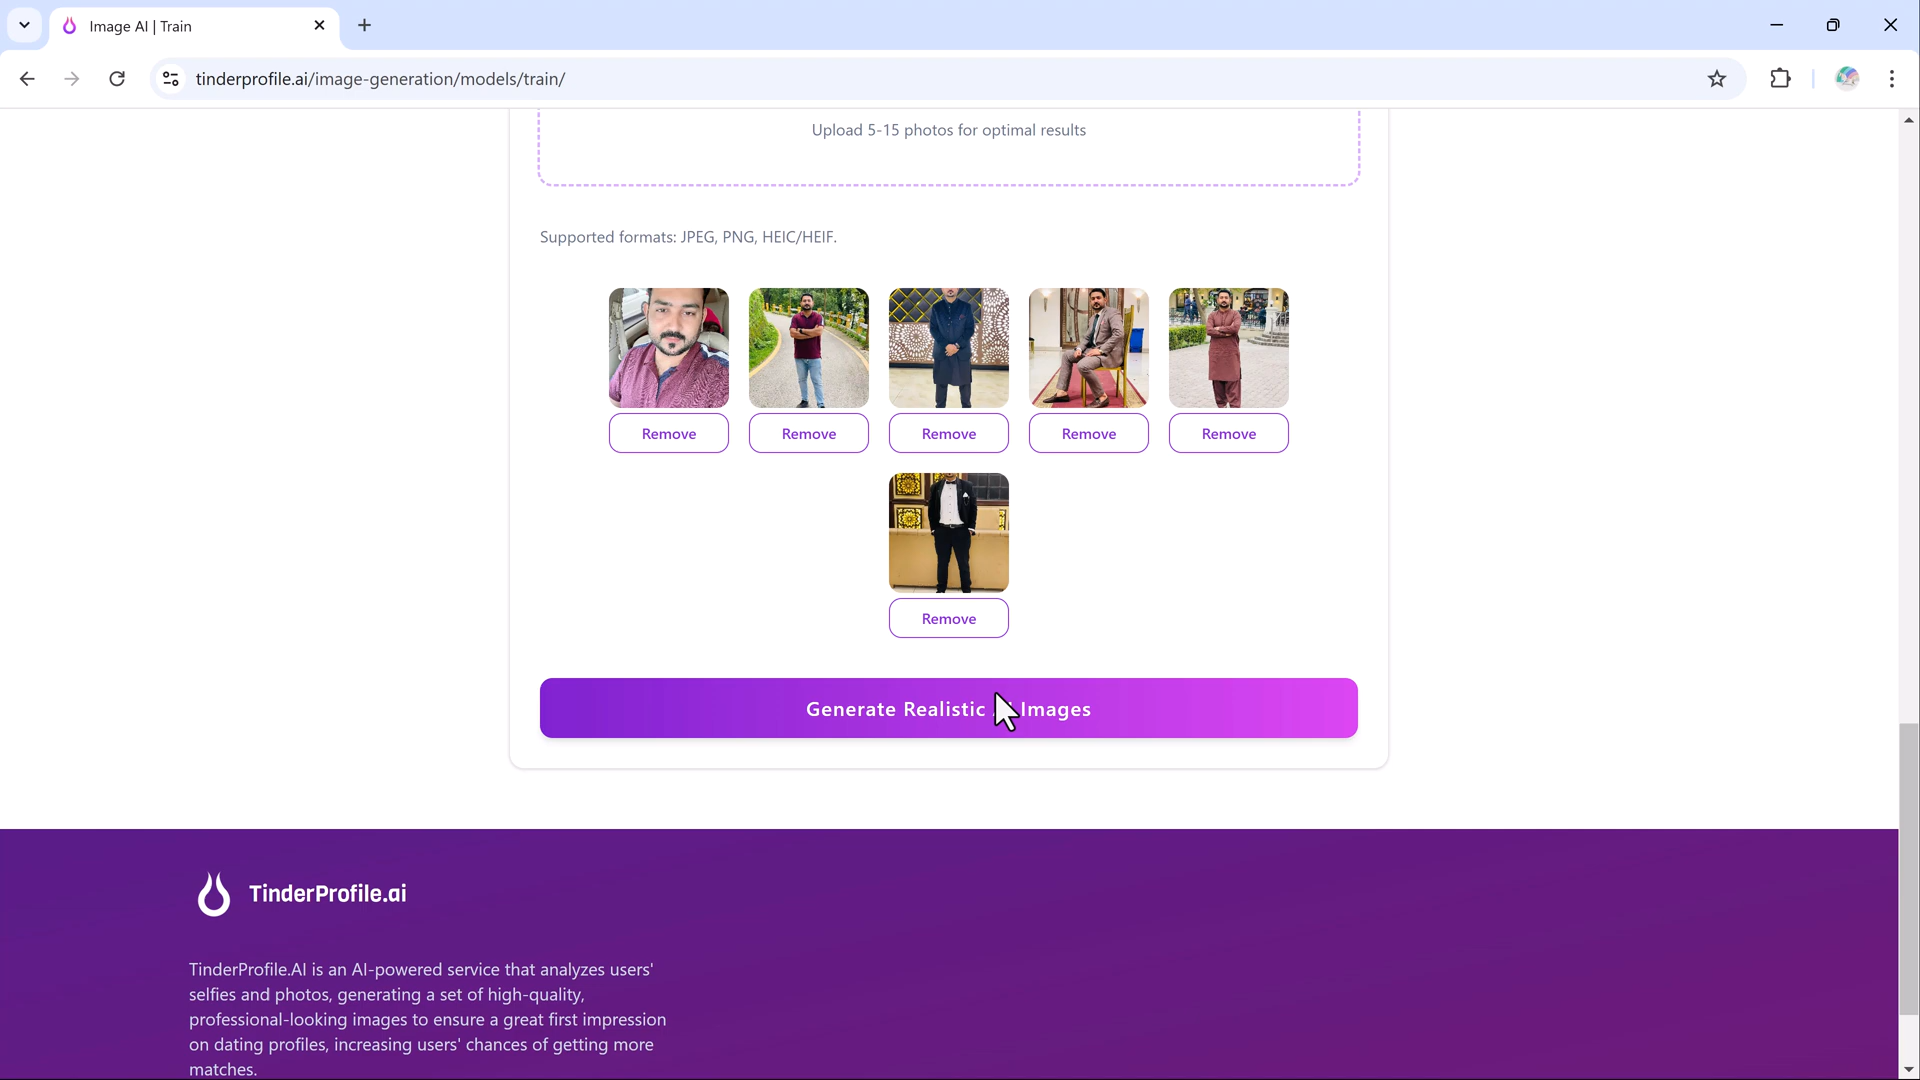 Image AI | Train
tinderprofile.ai/image-generation/models/train/
Upload 5-15 photos for optimal results
Supported formats: JPEG, PNG, HEIC/HEIF.
Remove Remove Remove Remove Remove
Remove
Generate Realistic Images
TinderProfile.ai
TinderProfile.AI is an AI-powered service that analyzes users'
selfies and photos, generating a set of high-quality,
professional-looking images to ensure a great first impression
on dating profiles, increasing users' chances of getting more
matches.